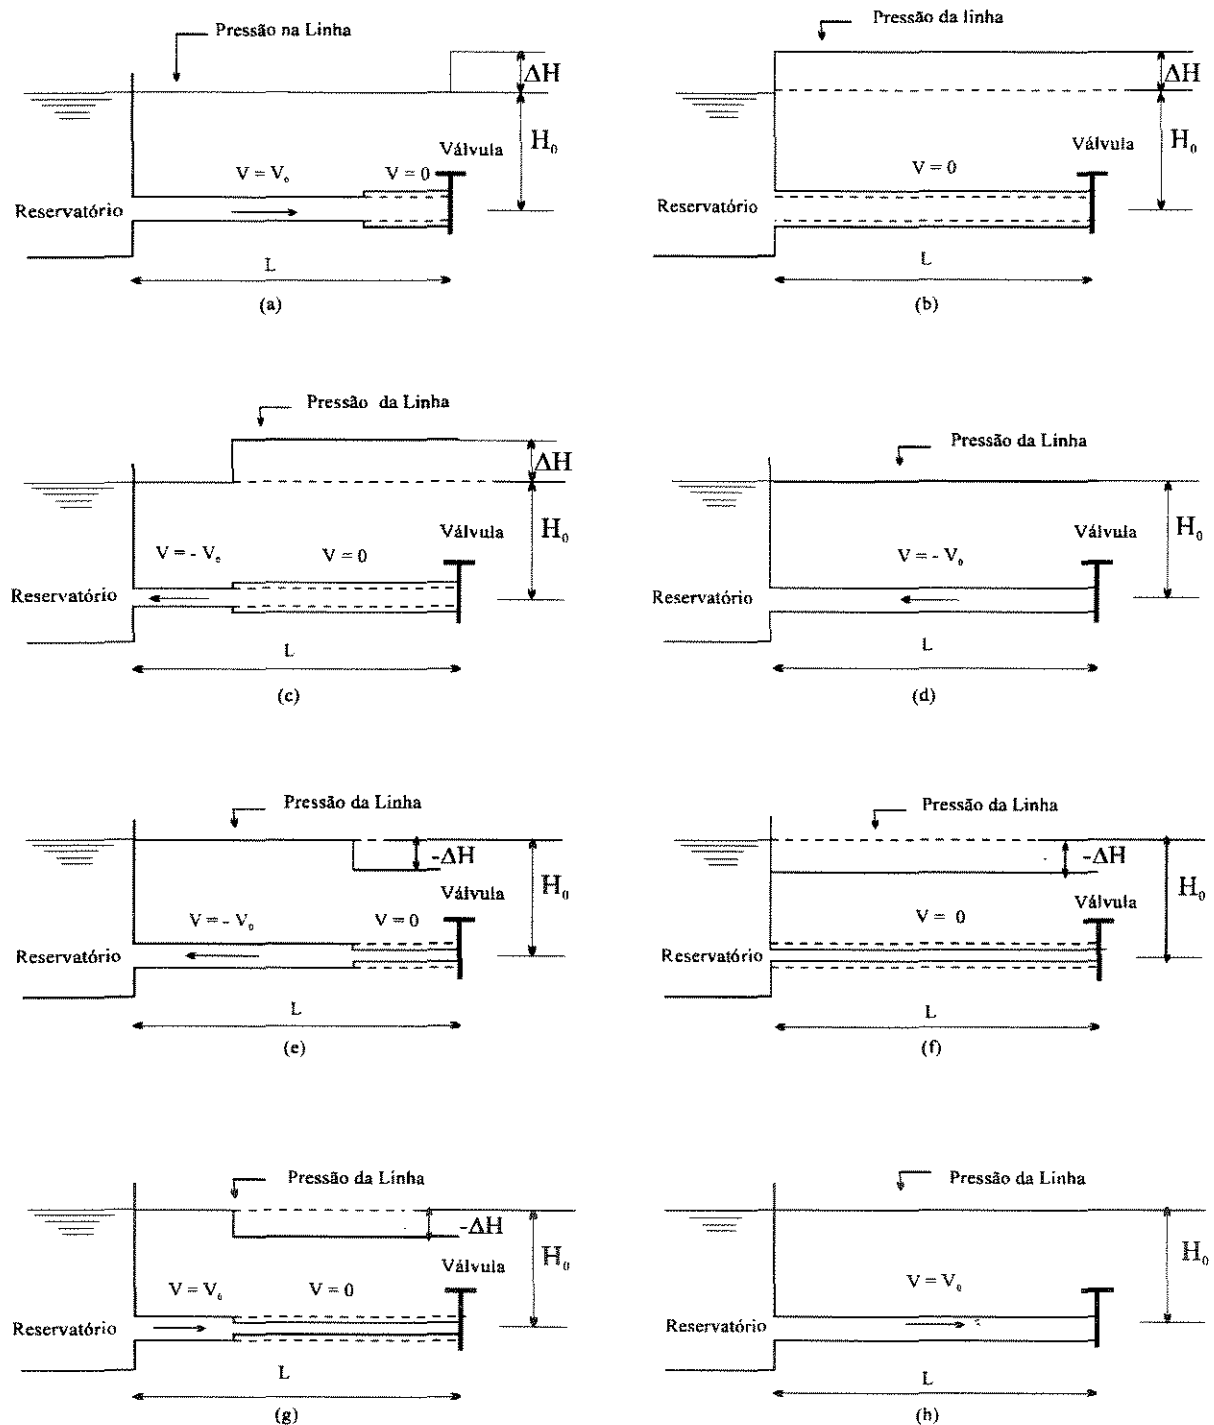 Pressão na Linha
ΔH
H₀
Válvula
V = Vₒ
V = 0
Reservatório
L
(a)
Pressão da linha
ΔH
H₀
Válvula
V = 0
Reservatório
L
(b)
Pressão da Linha
ΔH
H₀
Válvula
V = - Vₒ
V = 0
Reservatório
L
(c)
Pressão da Linha
H₀
Válvula
V = - V₀
Reservatório
L
(d)
Pressão da Linha
-ΔH
H₀
Válvula
V = - V₀
V = 0
Reservatório
L
(e)
Pressão da Linha
-ΔH
H₀
Válvula
V = 0
Reservatório
L
(f)
Pressão da Linha
-ΔH
H₀
Válvula
V = V₀
V = 0
Reservatório
L
(g)
Pressão da Linha
H₀
Válvula
V = V₀
Reservatório
L
(h)